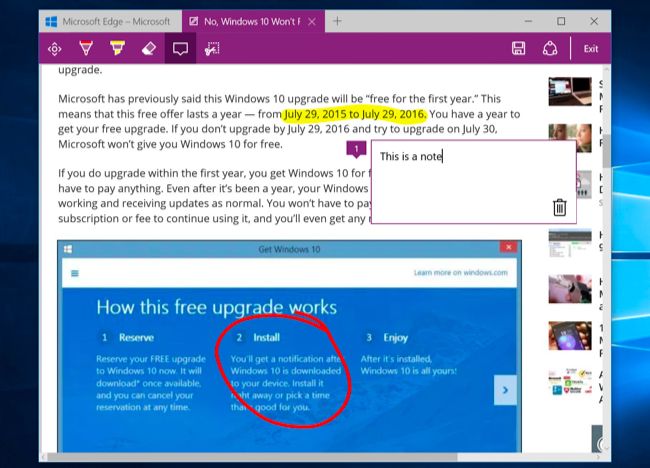 Microsoft Edge – Microsoft
No, Windows 10 Won't F
Exit
upgrade.
Microsoft has previously said this Windows 10 upgrade will be “free for the first year.” This
means that this free offer lasts a year — from July 29, 2015 to July 29, 2016. You have a year to
get your free upgrade. If you don’t upgrade by July 29, 2016 and try to upgrade on July 30,
Microsoft won’t give you Windows 10 for free.
1
This is a note
If you do upgrade within the first year, you get Windows 10 for f
have to pay anything. Even after it’s been a year, your Windows
working and receiving updates as normal. You won’t have to pay
subscription or fee to continue using it, and you’ll even get any
Get Windows 10
Learn more on windows.com
How this free upgrade works
1 Reserve
Reserve your FREE upgrade
to Windows 10 now. It will
download* once available,
and you can cancel your
reservation at any time.
2 Install
You'll get a notification after
Windows 10 is downloaded
to your device. Install it
right away or pick a time
that's good for you.
3 Enjoy
After it's installed,
Windows 10 is all yours!